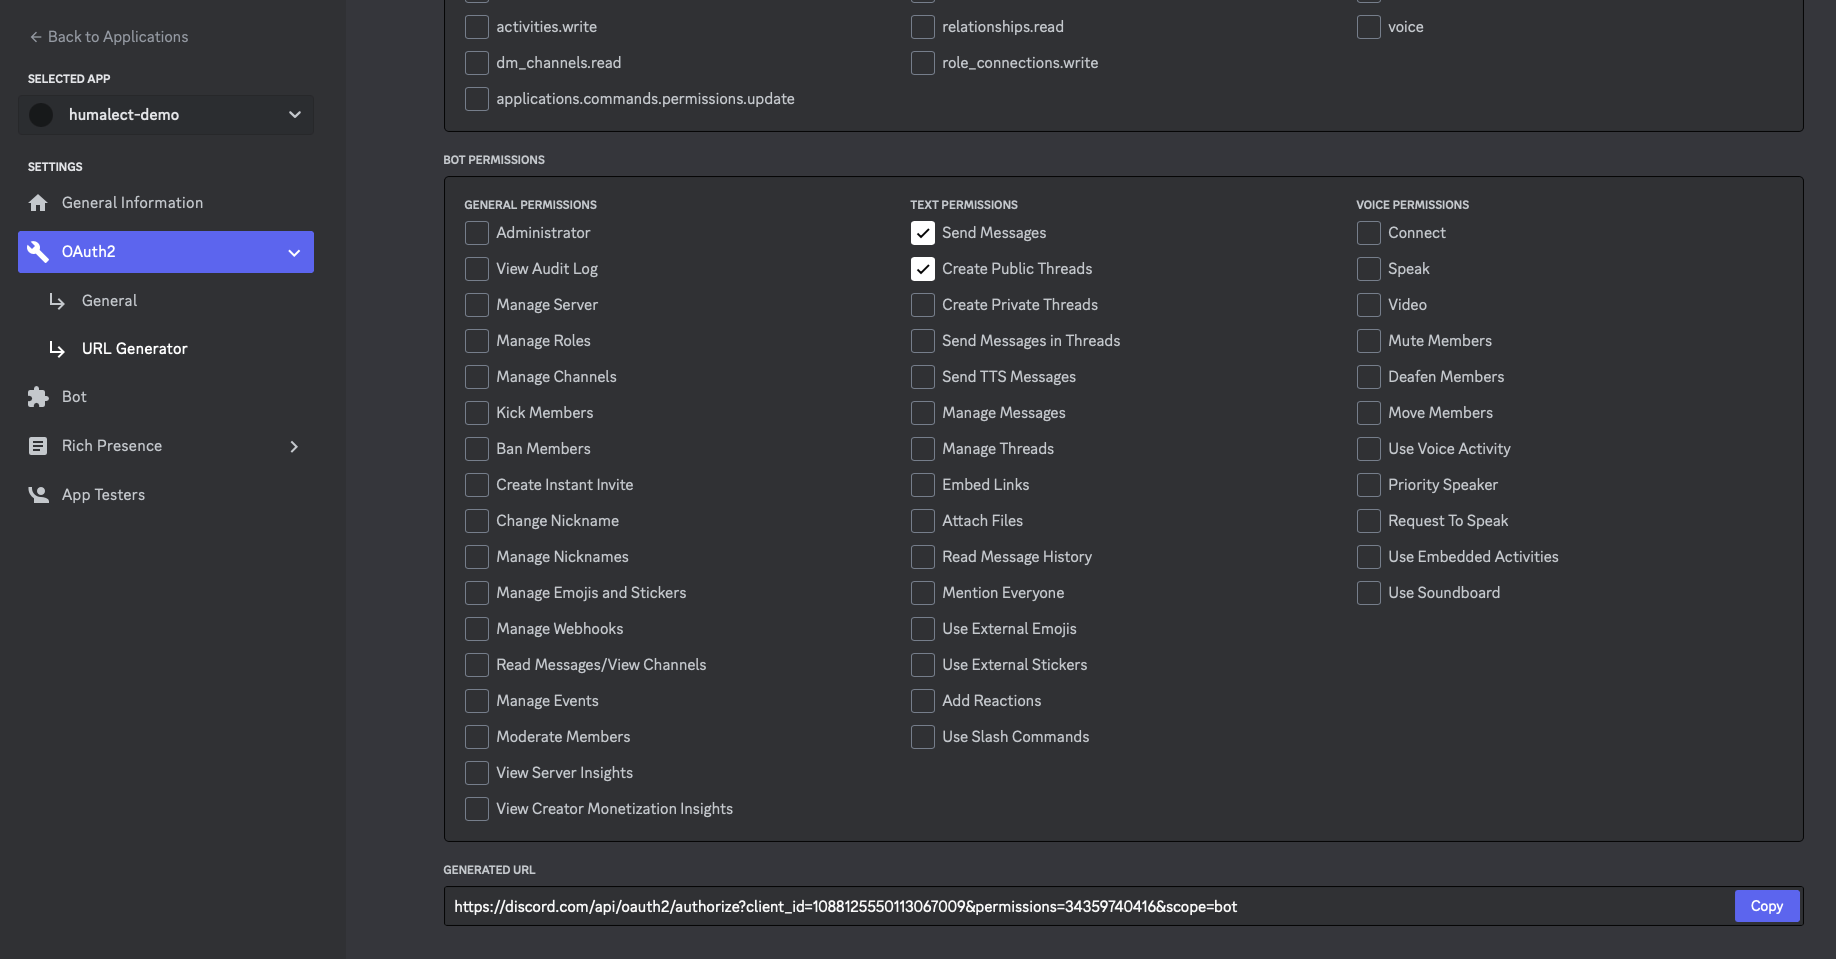 Back to Applications
SELECTED APP
humalect-demo
SETTINGS
General Information
OAuth2
General
URL Generator
Bot
Rich Presence
App Testers
activities.write
relationships.read
voice
dm_channels.read
role_connections.write
applications.commands.permissions.update
BOT PERMISSIONS
GENERAL PERMISSIONS
Administrator
View Audit Log
Manage Server
Manage Roles
Manage Channels
Kick Members
Ban Members
Create Instant Invite
Change Nickname
Manage Nicknames
Manage Emojis and Stickers
Manage Webhooks
Read Messages/View Channels
Manage Events
Moderate Members
View Server Insights
View Creator Monetization Insights
TEXT PERMISSIONS
Send Messages
Create Public Threads
Create Private Threads
Send Messages in Threads
Send TTS Messages
Manage Messages
Manage Threads
Embed Links
Attach Files
Read Message History
Mention Everyone
Use External Emojis
Use External Stickers
Add Reactions
Use Slash Commands
VOICE PERMISSIONS
Connect
Speak
Video
Mute Members
Deafen Members
Move Members
Use Voice Activity
Priority Speaker
Request To Speak
Use Embedded Activities
Use Soundboard
GENERATED URL
https://discord.com/api/oauth2/authorize?client_id=1088125550113067009&permissions=34359740416&scope=bot
Copy